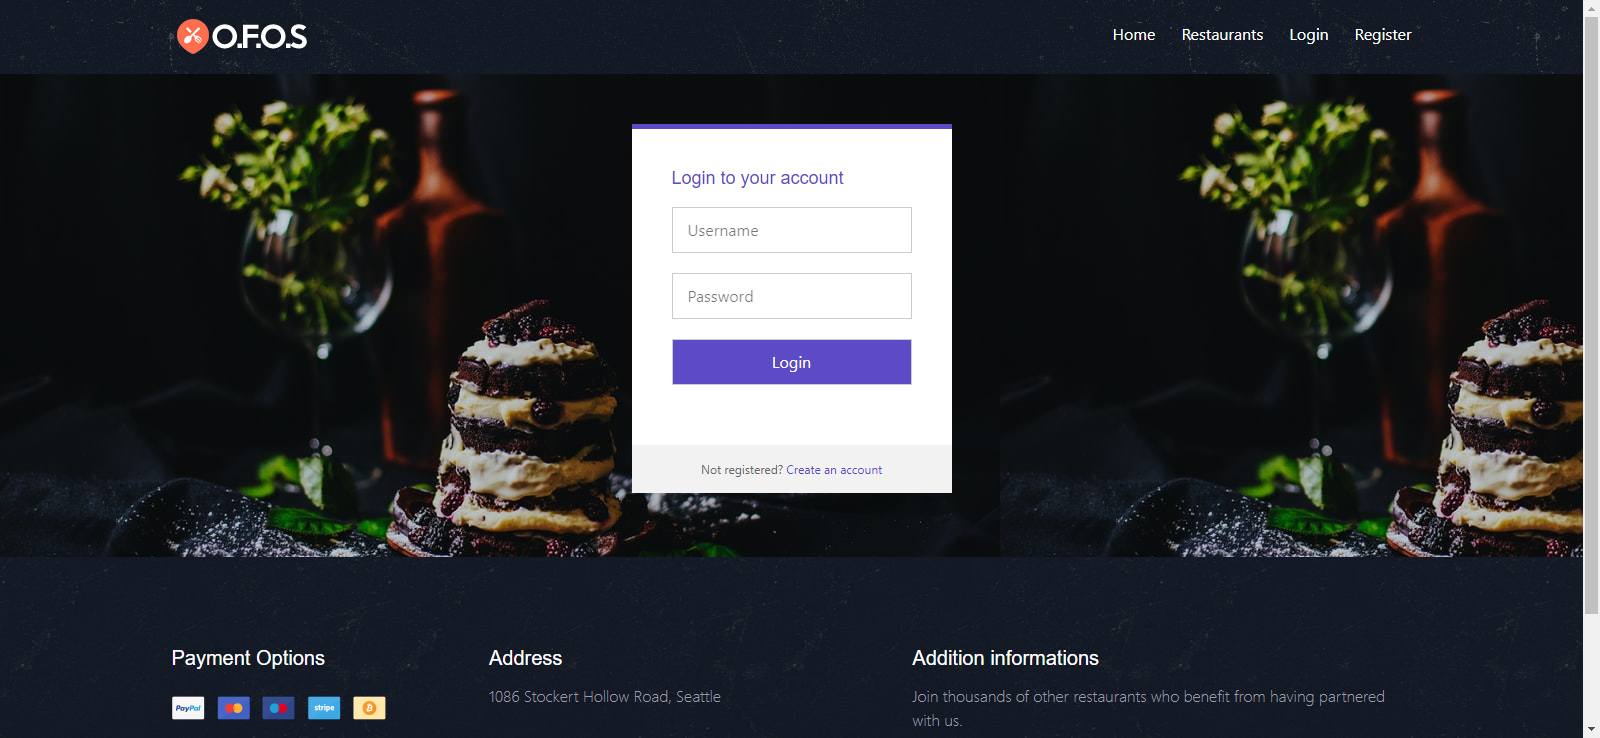 O.F.O.S
Home Restaurants Login Register
Login to your account
Username
Password
Login
Not registered? Create an account
Payment Options
PayPal
stripe
Address
1086 Stockert Hollow Road, Seattle
Addition informations
Join thousands of other restaurants who benefit from having partnered
with us.